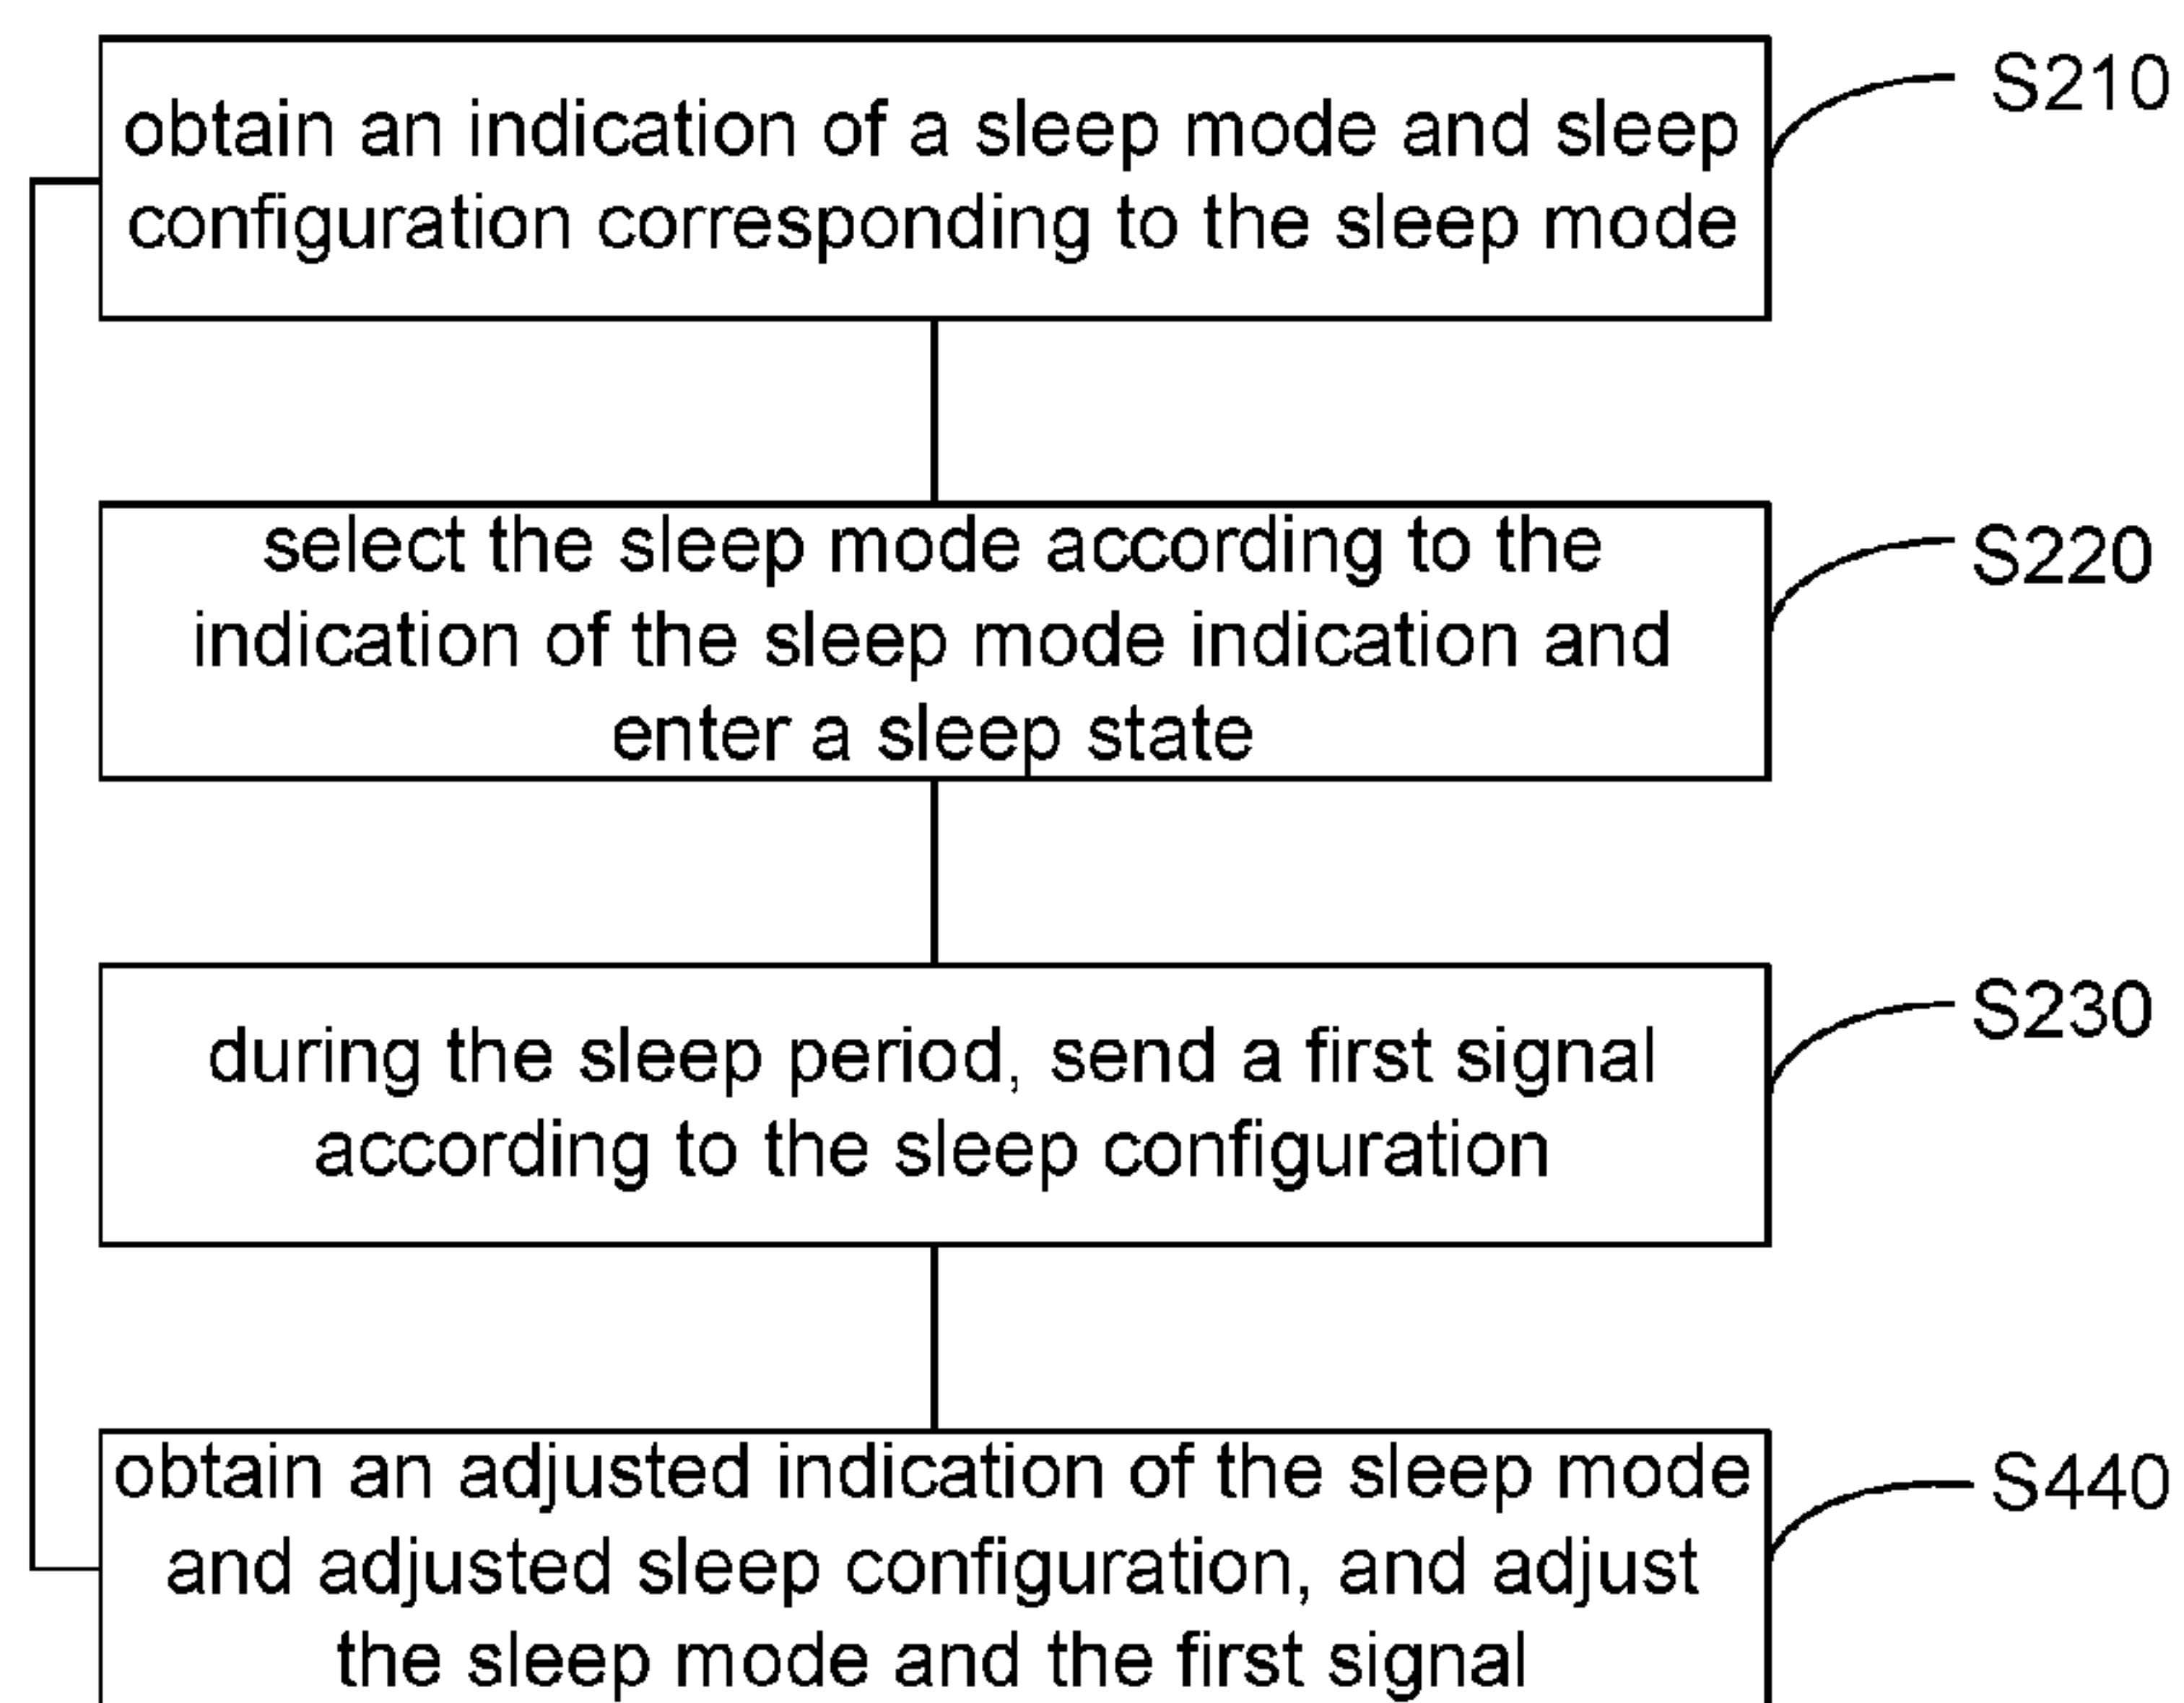 obtain an indication of a sleep mode and sleep
configuration corresponding to the sleep mode
S210
select the sleep mode according to the
indication of the sleep mode indication and
enter a sleep state
S220
during the sleep period, send a first signal
according to the sleep configuration
S230
obtain an adjusted indication of the sleep mode
and adjusted sleep configuration, and adjust
the sleep mode and the first signal
S440